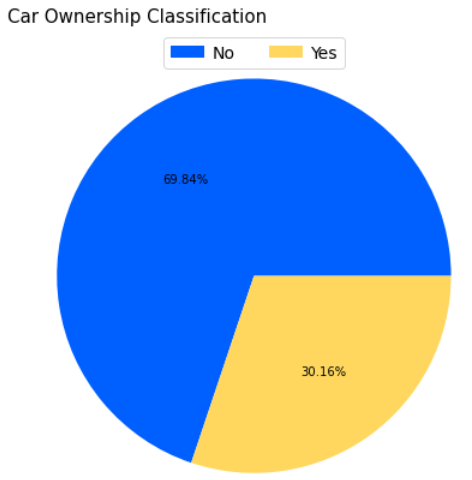 Car Ownership Classification
No Yes
69.84%
30.16%